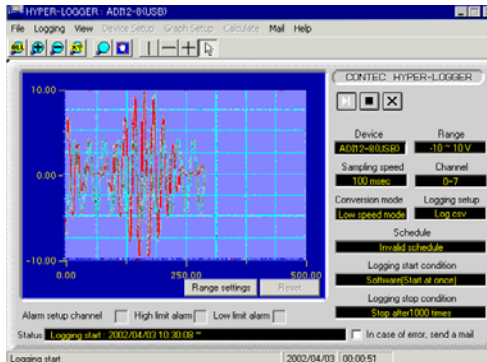 HYPER-LOGGER : ADI12-8(USB)
File Logging View Device Setup Graph Setup Calculate Mail Help
CONTEC HYPER-LOGGER
10.00
0.00
-10.00
0.00 250.00 500.00
Range settings Reset
Device Range
ADI12-8(USB) -10 ~ 10 V
Sampling speed Channel
100 msec 0-7
Conversion mode Logging setup
Low speed mode Log.csv
Schedule
Invalid schedule
Logging start condition
Software(Start at once)
Logging stop condition
Stop after1000 times
Alarm setup channel High limit alarm Low limit alarm
Status Logging start : 2002/04/03 10:30:08 ~
In case of error, send a mail
Logging start 2002/04/03 00:00:51